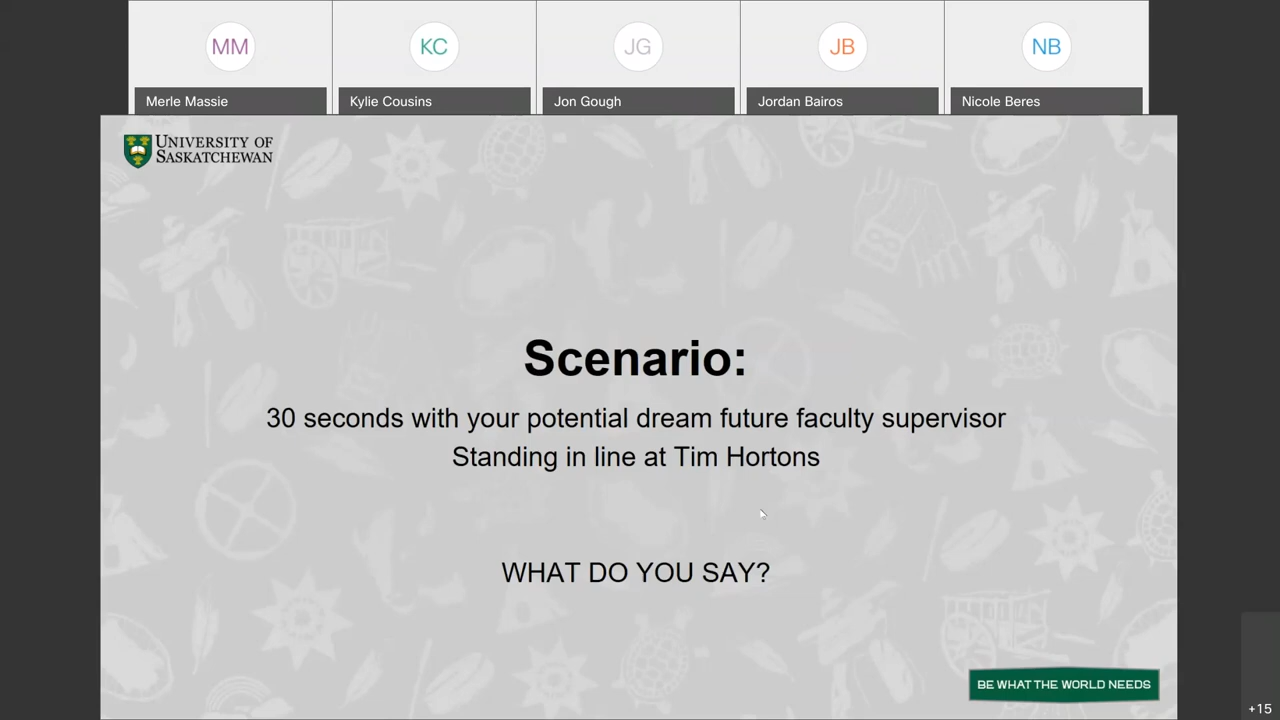 MM
KC
JG
JB
NB
Merle Massie
Kylie Cousins
Jon Gough
Jordan Bairos
Nicole Beres
UNIVERSITY OF
SASKATCHEWAN
Scenario:
30 seconds with your potential dream future faculty supervisor
Standing in line at Tim Hortons
WHAT DO YOU SAY?
BE WHAT THE WORLD NEEDS
+15